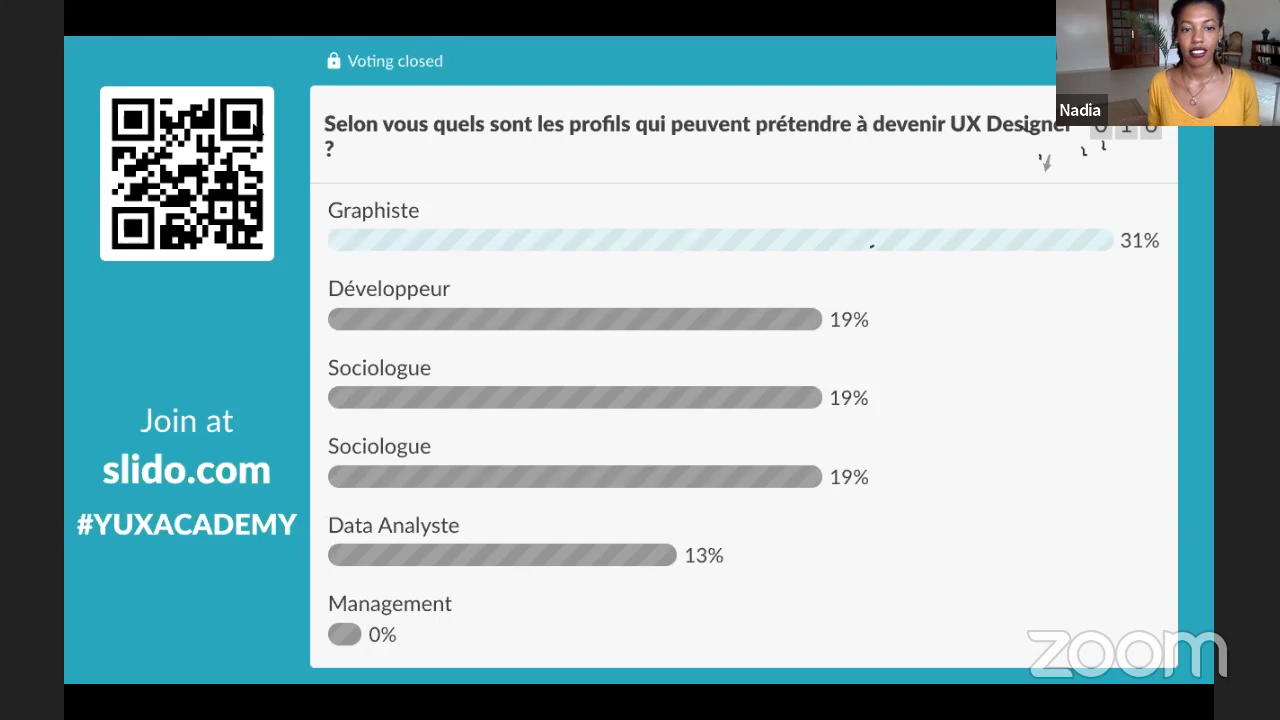 Voting closed
Nadia
Selon vous quels sont les profils qui peuvent prétendre à devenir UX Designer
?
Graphiste
31%
Développeur
19%
Sociologue
19%
Sociologue
19%
Data Analyste
13%
Management
0%
Join at
slido.com
#YUXACADEMY
zoom